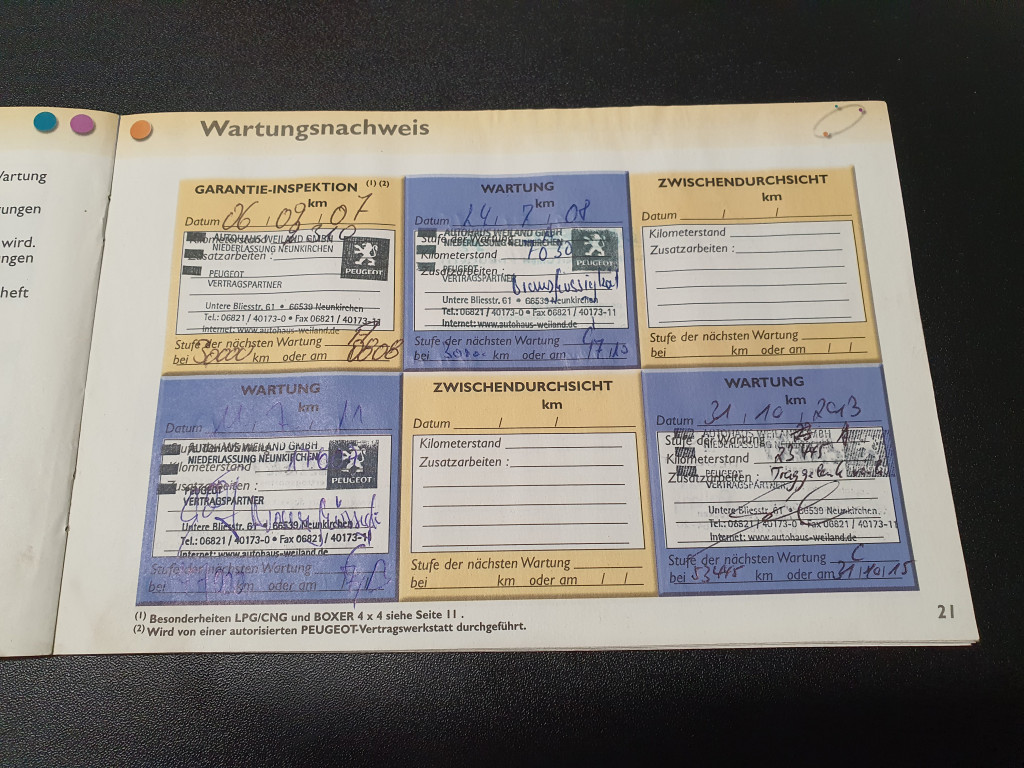 Wartung
ungen
wird.
ngen
heft
Wartungsnachweis
GARANTIE-INSPEKTION (1) (2)
km
Datum 06 / 09 / 07
Kilometerstand
Zusatzarbeiten :
AUTOHAUS WEILAND GMBH
NIEDERLASSUNG NEUNKIRCHEN
PEUGEOT
PEUGEOT
VERTRAGSPARTNER
Untere Bliesstr. 61 • 66539 Neunkirchen
Tel.: 06821 / 40173-0 • Fax 06821 / 40173-11
Internet: www.autohaus-weiland.de
Stufe der nächsten Wartung
bei km oder am
WARTUNG
km
Datum 24 / 7 / 08
Kilometerstand
Zusatzarbeiten :
AUTOHAUS WEILAND GMBH
NIEDERLASSUNG NEUNKIRCHEN
PEUGEOT
PEUGEOT
VERTRAGSPARTNER
Bremsflüssigkeit
Untere Bliesstr. 61 • 66539 Neunkirchen
Tel.: 06821 / 40173-0 • Fax 06821 / 40173-11
Internet: www.autohaus-weiland.de
Stufe der nächsten Wartung
bei km oder am
ZWISCHENDURCHSICHT
km
Datum / /
Kilometerstand
Zusatzarbeiten :
Stufe der nächsten Wartung
bei km oder am / /
WARTUNG
km
Datum 11
Kilometerstand
Zusatzarbeiten :
AUTOHAUS WEILAND GMBH
NIEDERLASSUNG NEUNKIRCHEN
PEUGEOT
PEUGEOT
VERTRAGSPARTNER
Untere Bliesstr. 61 • 66539 Neunkirchen
Tel.: 06821 / 40173-0 • Fax 06821 / 40173-11
Internet: www.autohaus-weiland.de
Stufe der nächsten Wartung
bei km oder am
ZWISCHENDURCHSICHT
km
Datum / /
Kilometerstand
Zusatzarbeiten :
Stufe der nächsten Wartung
bei km oder am / /
WARTUNG
km
Datum 31 / 10 / 2013
Stufe der Wartung
Kilometerstand 23445
Zusatzarbeiten :
AUTOHAUS WEILAND GMBH
NIEDERLASSUNG NEUNKIRCHEN
PEUGEOT
VERTRAGSPARTNER
Untere Bliesstr. 61 • 66539 Neunkirchen
Tel.: 06821 / 40173-0 • Fax 06821 / 40173-11
Internet: www.autohaus-weiland.de
Stufe der nächsten Wartung C
bei 53445 km oder am 31/10/15
(1) Besonderheiten LPG/CNG und BOXER 4 x 4 siehe Seite 11 .
(2) Wird von einer autorisierten PEUGEOT-Vertragswerkstatt durchgeführt.
21